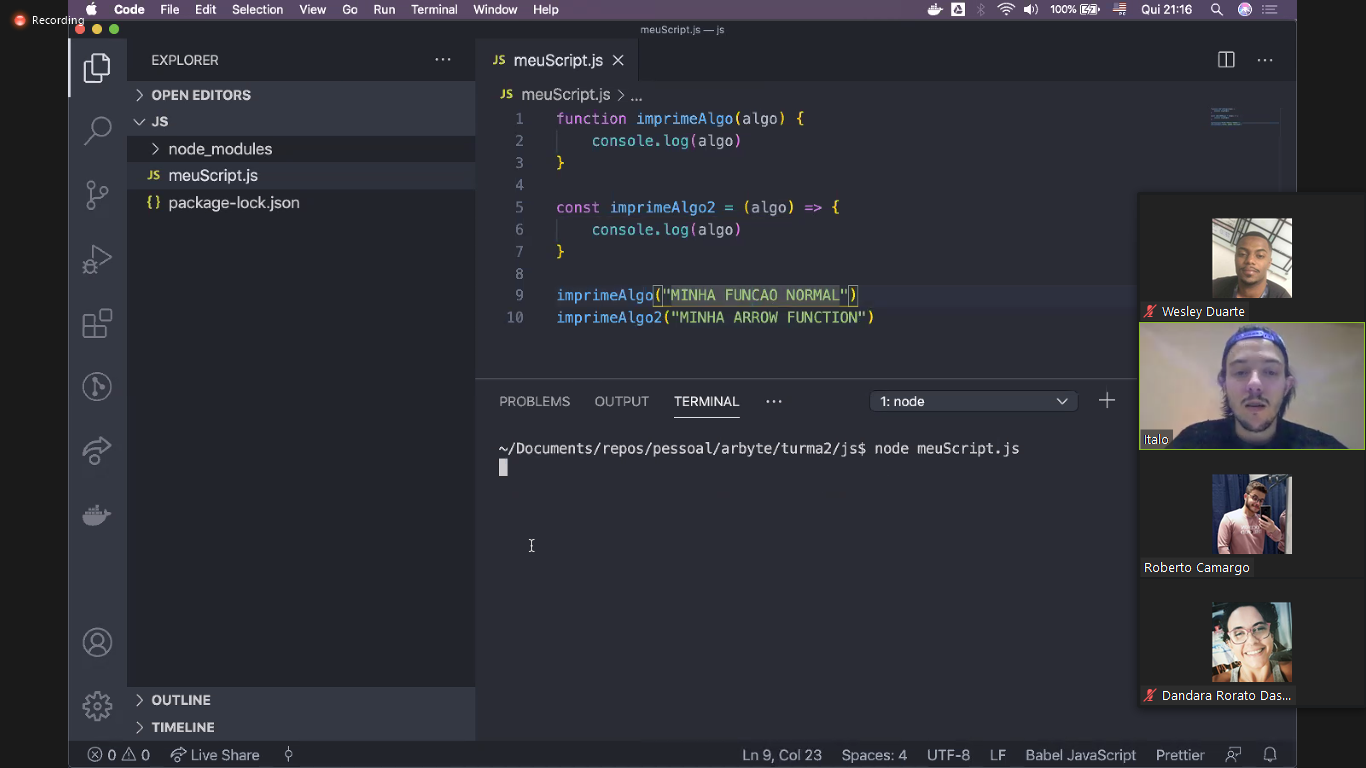 Recording
Code File Edit Selection View Go Run Terminal Window Help
100% Qui 21:16
meuScript.js — js
EXPLORER
OPEN EDITORS
JS
node_modules
JS meuScript.js
{} package-lock.json
OUTLINE
TIMELINE
JS meuScript.js
JS meuScript.js > ...
1 function imprimeAlgo(algo) {
2 console.log(algo)
3 }
4
5 const imprimeAlgo2 = (algo) => {
6 console.log(algo)
7 }
8
9 imprimeAlgo("MINHA FUNCAO NORMAL")
10 imprimeAlgo2("MINHA ARROW FUNCTION")
PROBLEMS OUTPUT TERMINAL ... 1: node
~/Documents/repos/pessoal/arbyte/turma2/js$ node meuScript.js
Wesley Duarte
Italo
Roberto Camargo
Dandara Rorato Das...
0 0 Live Share Ln 9, Col 23 Spaces: 4 UTF-8 LF Babel JavaScript Prettier